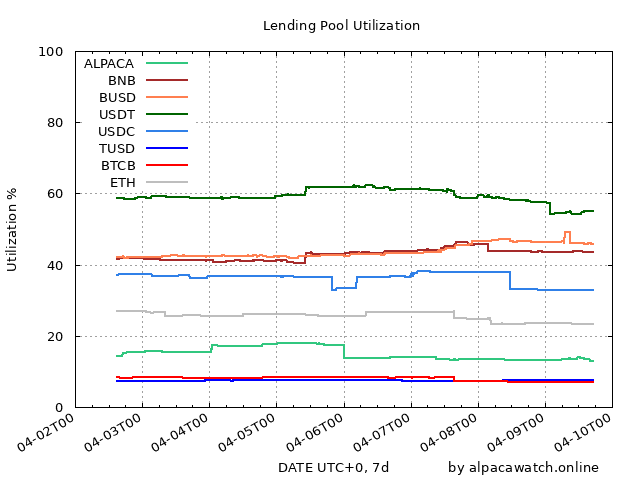 Lending Pool Utilization
100
80
60
40
20
0
Utilization %
ALPACA
BNB
BUSD
USDT
USDC
TUSD
BTCB
ETH
04-02T00
04-03T00
04-04T00
04-05T00
04-06T00
04-07T00
04-08T00
04-09T00
04-10T00
DATE UTC+0, 7d
by alpacawatch.online